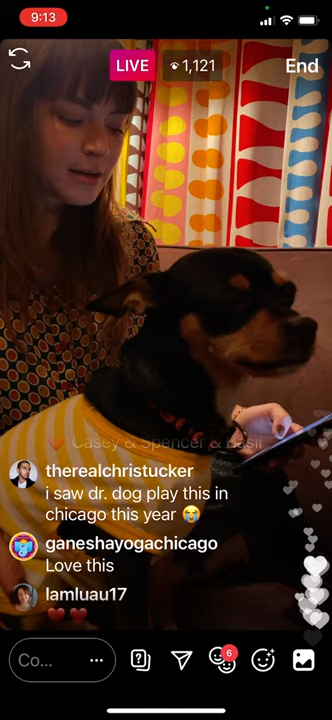 9:13
LIVE
1,121
End
Casey & Spencer & Basil
therealchristucker
i saw dr. dog play this in
chicago this year 😭
ganeshayogachicago
Love this
lamluau17
❤️❤️
Co...
6